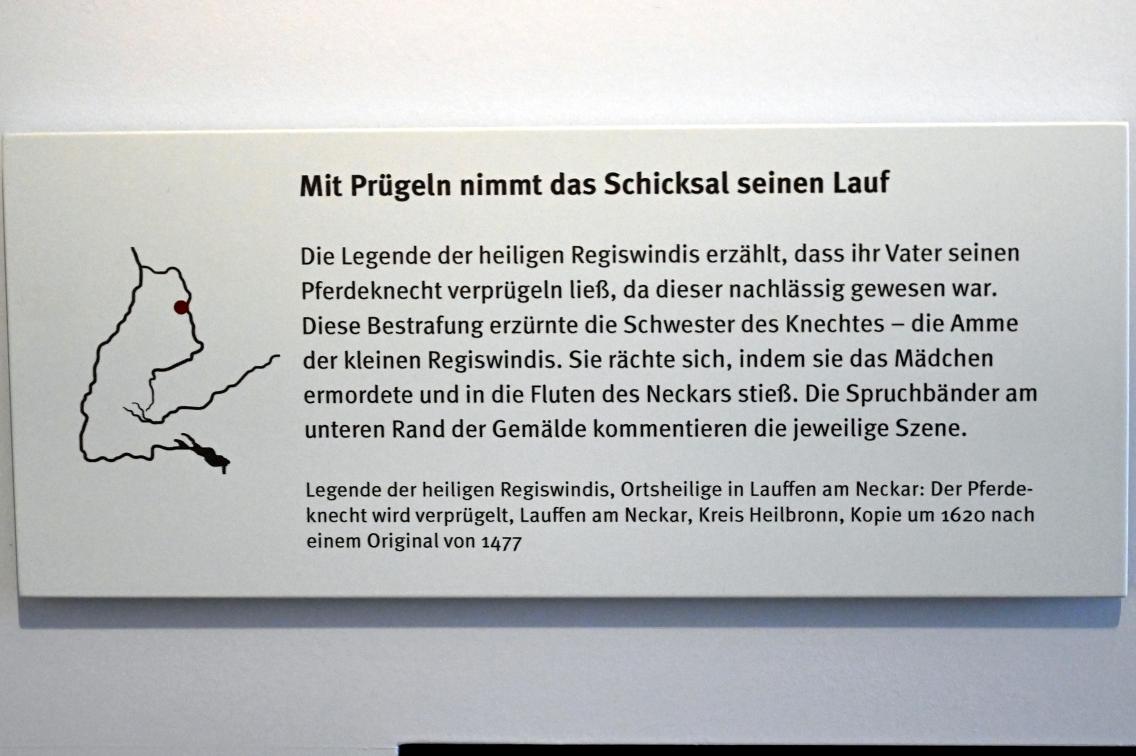 Mit Prügeln nimmt das Schicksal seinen Lauf
Die Legende der heiligen Regiswindis erzählt, dass ihr Vater seinen
Pferdeknecht verprügeln ließ, da dieser nachlässig gewesen war.
Diese Bestrafung erzürnte die Schwester des Knechtes – die Amme
der kleinen Regiswindis. Sie rächte sich, indem sie das Mädchen
ermordete und in die Fluten des Neckars stieß. Die Spruchbänder am
unteren Rand der Gemälde kommentieren die jeweilige Szene.
Legende der heiligen Regiswindis, Ortsheilige in Lauffen am Neckar: Der Pferde-
knecht wird verprügelt, Lauffen am Neckar, Kreis Heilbronn, Kopie um 1620 nach
einem Original von 1477